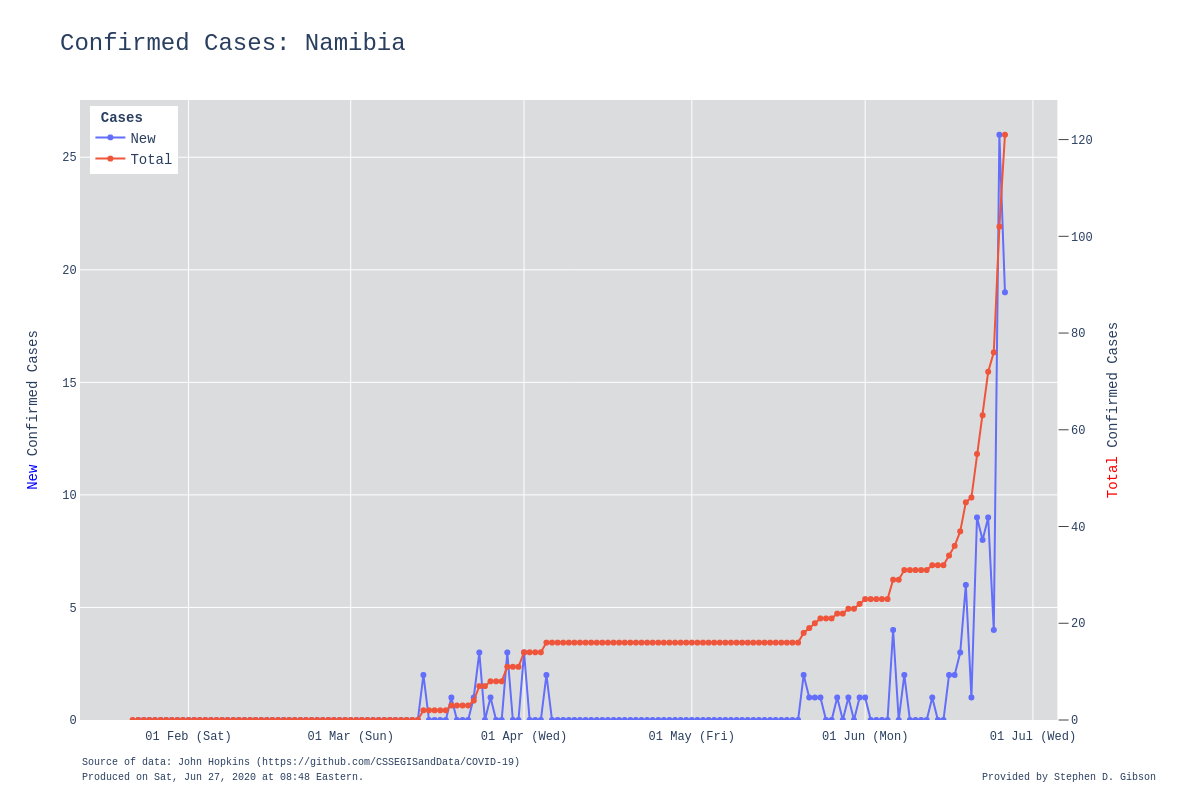 Confirmed Cases: Namibia
Cases
New
Total
25
20
15
10
5
0
120
100
80
60
40
20
0
New Confirmed Cases
Total Confirmed Cases
01 Feb (Sat) 01 Mar (Sun) 01 Apr (Wed) 01 May (Fri) 01 Jun (Mon) 01 Jul (Wed)
Source of data: John Hopkins (https://github.com/CSSEGISandData/COVID-19)
Produced on Sat, Jun 27, 2020 at 08:48 Eastern.
Provided by Stephen D. Gibson